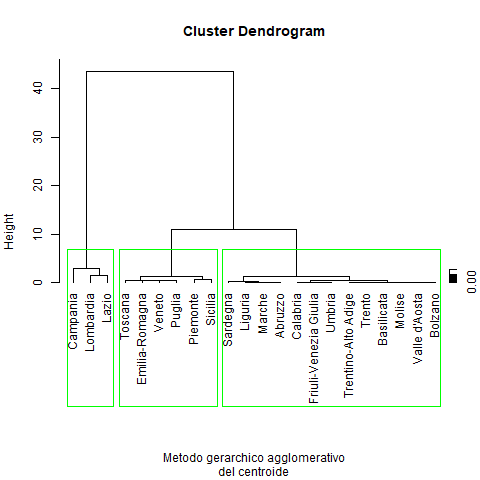 Cluster Dendrogram
Height
0
10
20
30
40
Campania
Lombardia
Lazio
Toscana
Emilia-Romagna
Veneto
Puglia
Piemonte
Sicilia
Sardegna
Liguria
Marche
Abruzzo
Calabria
Friuli-Venezia Giulia
Umbria
Trentino-Alto Adige
Trento
Basilicata
Molise
Valle d'Aosta
Bolzano
0.00
Metodo gerarchico agglomerativo
del centroide